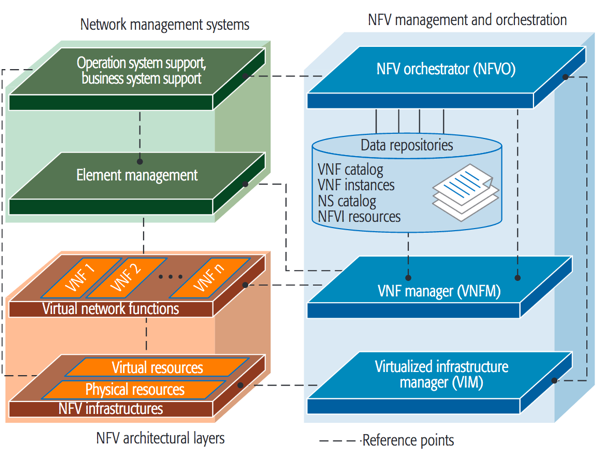 Network management systems
NFV management and orchestration
Operation system support,
business system support
NFV orchestrator (NFVO)
Data repositories
VNF catalog
VNF instances
NS catalog
NFVI resources
Element management
VNF 1
VNF 2
VNF n
Virtual network functions
VNF manager (VNFM)
Virtual resources
Physical resources
NFV infrastructures
Virtualized infrastructure
manager (VIM)
NFV architectural layers
Reference points